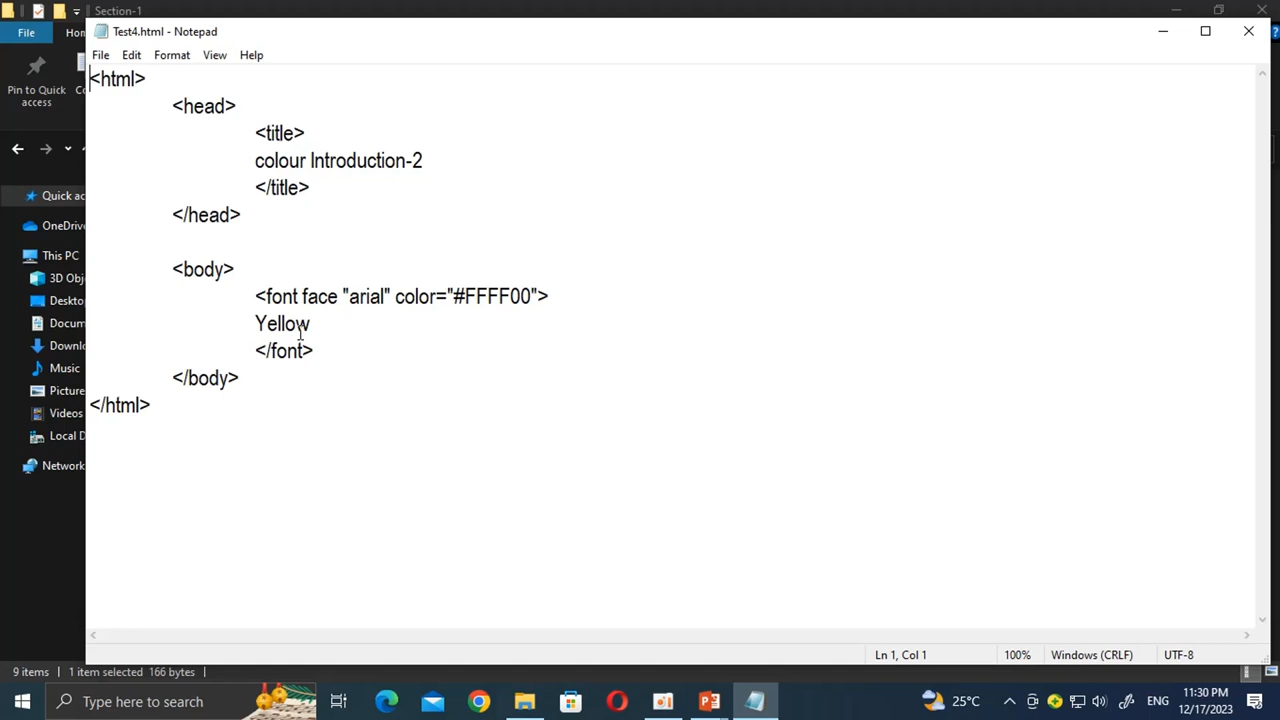 Section-1
Test4.html - Notepad
File Hom
File Edit Format View Help
<html>
<head>
<title>
colour Introduction-2
</title>
</head>
<body>
<font face "arial" color="#FFFF00">
Yellow
</font>
</body>
</html>
Pin to Quick
access
Quick ac
OneDriv
This PC
3D Obj
Deskto
Docum
Downlo
Music
Picture
Videos
Local D
Network
Ln 1, Col 1 100% Windows (CRLF) UTF-8
9 items 1 item selected 166 bytes
Type here to search
25°C
ENG
11:30 PM
12/17/2023